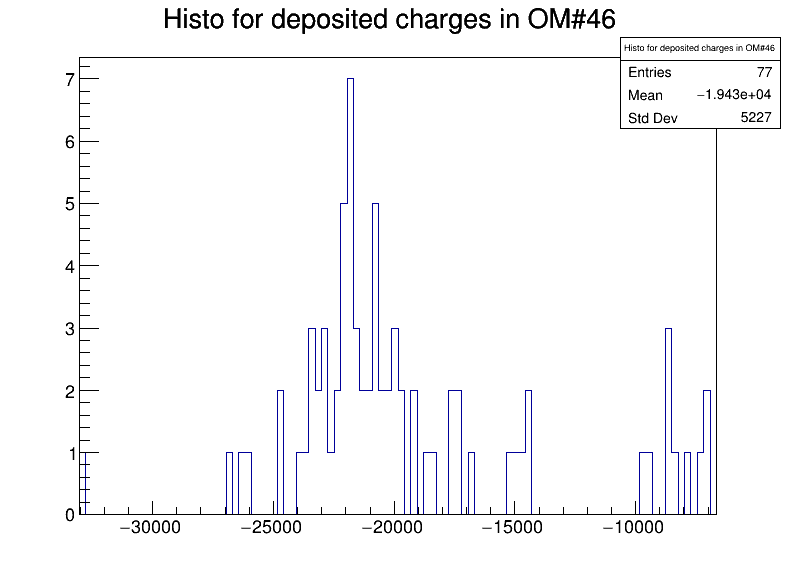 Histo for deposited charges in OM#46
Histo for deposited charges in OM#46
Entries 77
Mean −1.943e+04
Std Dev 5227
7
6
5
4
3
2
1
0
−30000 −25000 −20000 −15000 −10000